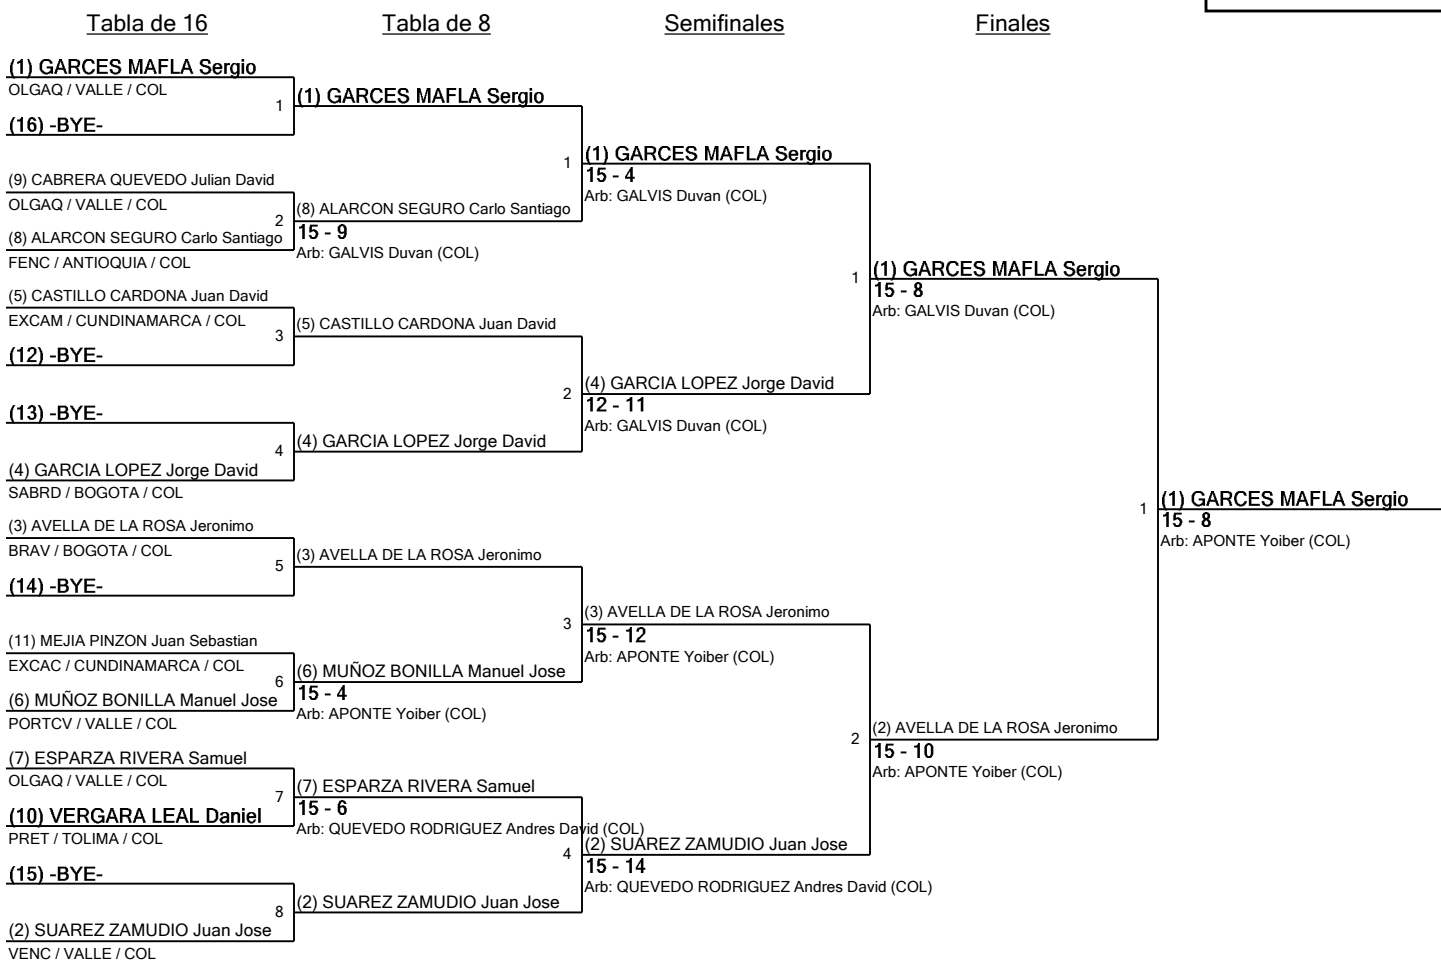 Tabla de 16
Tabla de 8
Semifinales
Finales
(1) GARCES MAFLA Sergio
OLGAQ / VALLE / COL
1
(16) -BYE-
(9) CABRERA QUEVEDO Julian David
OLGAQ / VALLE / COL
2
(8) ALARCON SEGURO Carlo Santiago
FENC / ANTIOQUIA / COL
(5) CASTILLO CARDONA Juan David
EXCAM / CUNDINAMARCA / COL
3
(12) -BYE-
(13) -BYE-
4
(4) GARCIA LOPEZ Jorge David
SABRD / BOGOTA / COL
(3) AVELLA DE LA ROSA Jeronimo
BRAV / BOGOTA / COL
5
(14) -BYE-
(11) MEJIA PINZON Juan Sebastian
EXCAC / CUNDINAMARCA / COL
6
(6) MUÑOZ BONILLA Manuel Jose
PORTCV / VALLE / COL
(7) ESPARZA RIVERA Samuel
OLGAQ / VALLE / COL
7
(10) VERGARA LEAL Daniel
PRET / TOLIMA / COL
(15) -BYE-
8
(2) SUAREZ ZAMUDIO Juan Jose
VENC / VALLE / COL
(1) GARCES MAFLA Sergio
1
(8) ALARCON SEGURO Carlo Santiago
15 - 9
Arb: GALVIS Duvan (COL)
(5) CASTILLO CARDONA Juan David
2
(4) GARCIA LOPEZ Jorge David
(3) AVELLA DE LA ROSA Jeronimo
3
(6) MUÑOZ BONILLA Manuel Jose
15 - 4
Arb: APONTE Yoiber (COL)
(7) ESPARZA RIVERA Samuel
15 - 6
Arb: QUEVEDO RODRIGUEZ Andres David (COL)
4
(2) SUAREZ ZAMUDIO Juan Jose
(1) GARCES MAFLA Sergio
15 - 4
Arb: GALVIS Duvan (COL)
1
(4) GARCIA LOPEZ Jorge David
12 - 11
Arb: GALVIS Duvan (COL)
(3) AVELLA DE LA ROSA Jeronimo
15 - 12
Arb: APONTE Yoiber (COL)
2
(2) SUAREZ ZAMUDIO Juan Jose
15 - 14
Arb: QUEVEDO RODRIGUEZ Andres David (COL)
(1) GARCES MAFLA Sergio
15 - 8
Arb: GALVIS Duvan (COL)
1
(2) AVELLA DE LA ROSA Jeronimo
15 - 10
Arb: APONTE Yoiber (COL)
(1) GARCES MAFLA Sergio
15 - 8
Arb: APONTE Yoiber (COL)